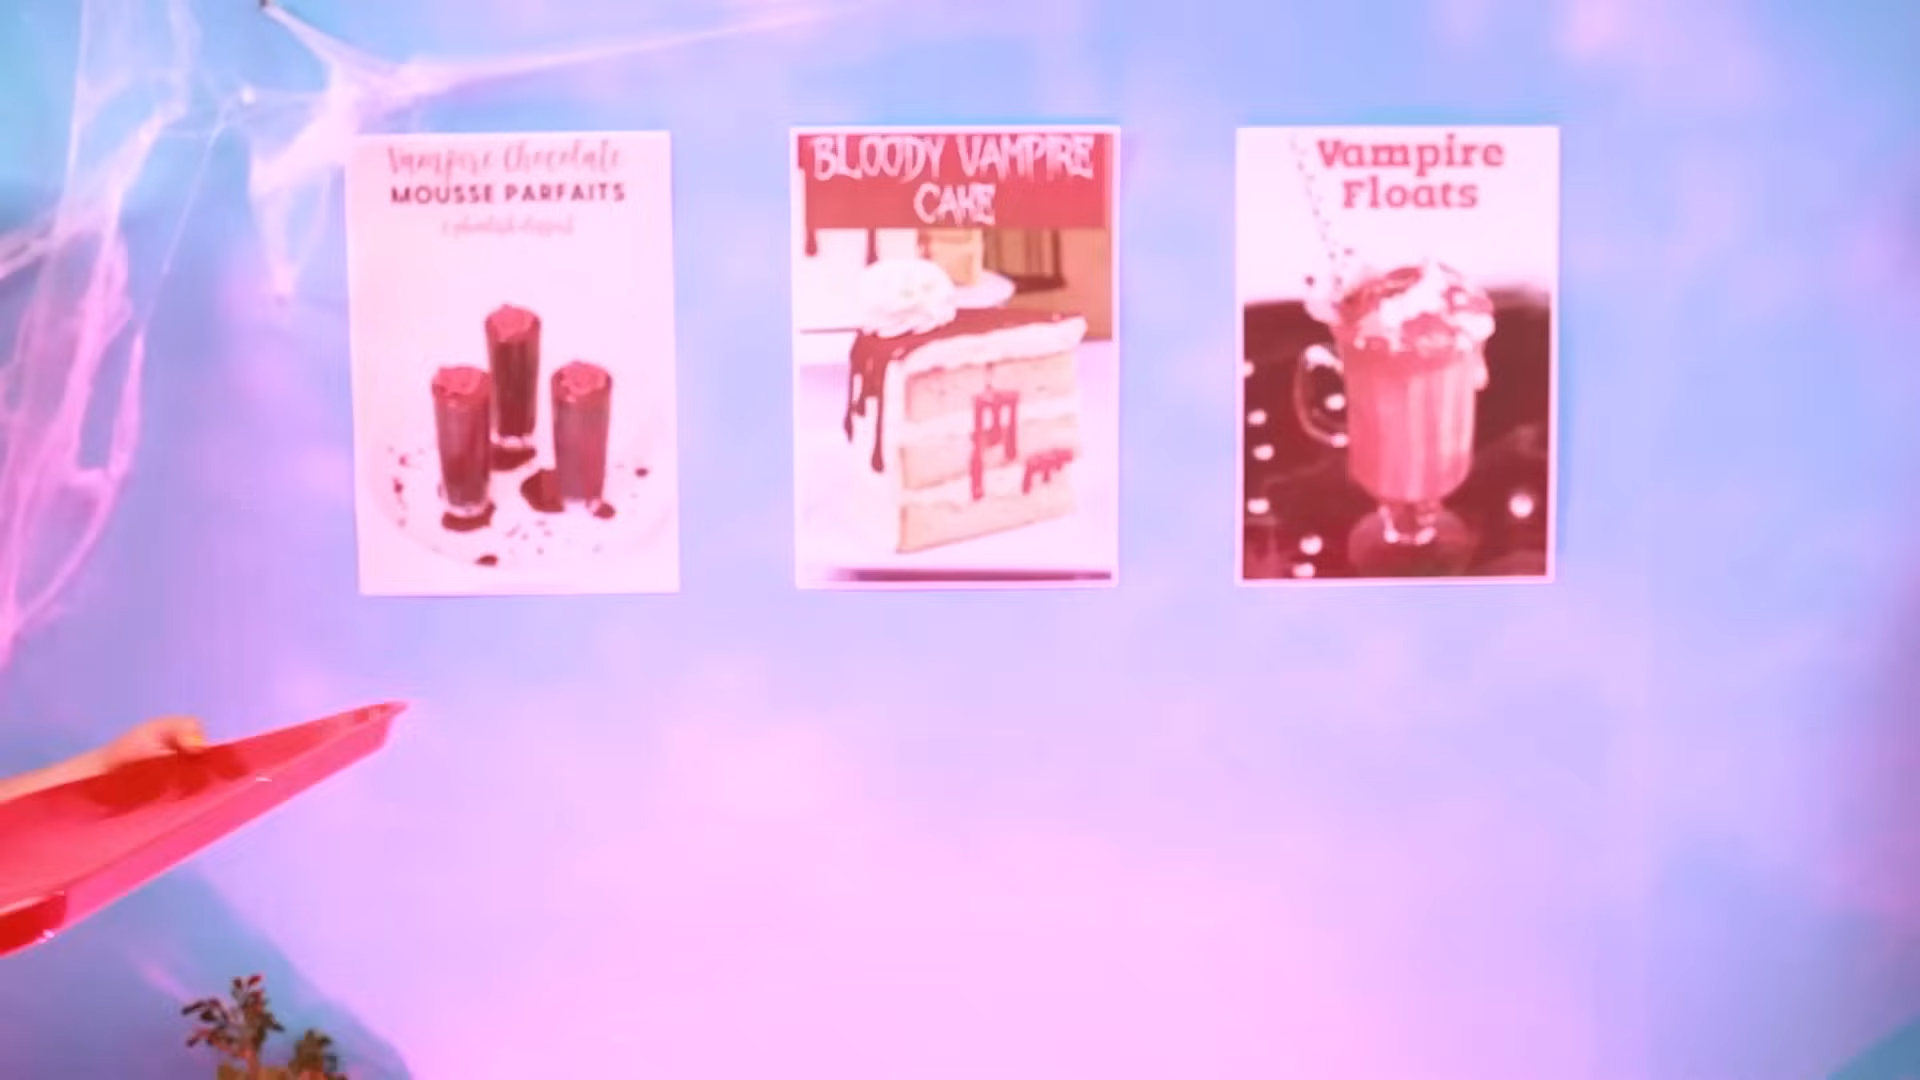 Vampire Chocolate
MOUSSE PARFAITS
BLOODY VAMPIRE
CAKE
Vampire
Floats